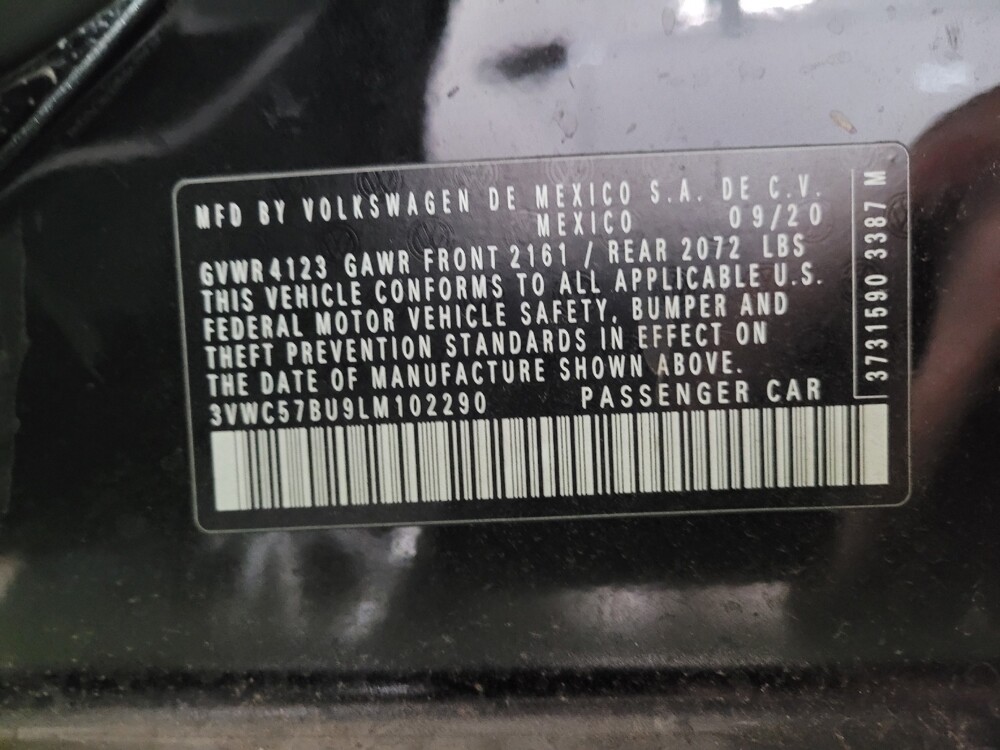 MFD BY VOLKSWAGEN DE MEXICO S.A. DE C.V.
MEXICO 09/20
GVWR 4123 GAWR FRONT 2161 / REAR 2072 LBS
THIS VEHICLE CONFORMS TO ALL APPLICABLE U.S.
FEDERAL MOTOR VEHICLE SAFETY, BUMPER AND
THEFT PREVENTION STANDARDS IN EFFECT ON
THE DATE OF MANUFACTURE SHOWN ABOVE.
3VWC57BU9LM102290 PASSENGER CAR
3731590 3387 M